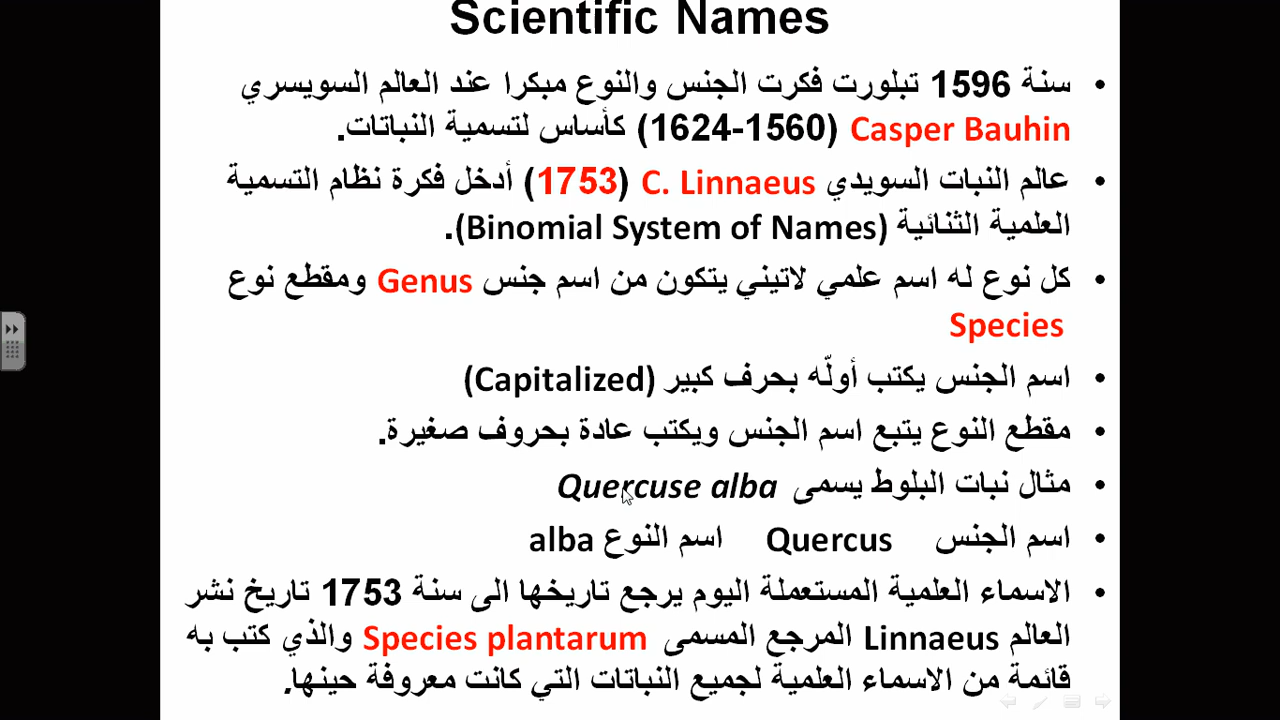 Scientific Names
• سنة 1596 تبلورت فكرت الجنس والنوع مبكرا عند العالم السويسري
Casper Bauhin (1560-1624) كأساس لتسمية النباتات.
• عالم النبات السويدي C. Linnaeus (1753) أدخل فكرة نظام التسمية
العلمية الثنائية (Binomial System of Names).
• كل نوع له اسم علمي لاتيني يتكون من اسم جنس Genus ومقطع نوع
Species
• اسم الجنس يكتب أولّه بحرف كبير (Capitalized)
• مقطع النوع يتبع اسم الجنس ويكتب عادة بحروف صغيرة.
• مثال نبات البلوط يسمى Quercuse alba
• اسم الجنس Quercus اسم النوع alba
• الاسماء العلمية المستعملة اليوم يرجع تاريخها الى سنة 1753 تاريخ نشر
العالم Linnaeus المرجع المسمى Species plantarum والذي كتب به
قائمة من الاسماء العلمية لجميع النباتات التي كانت معروفة حينها.